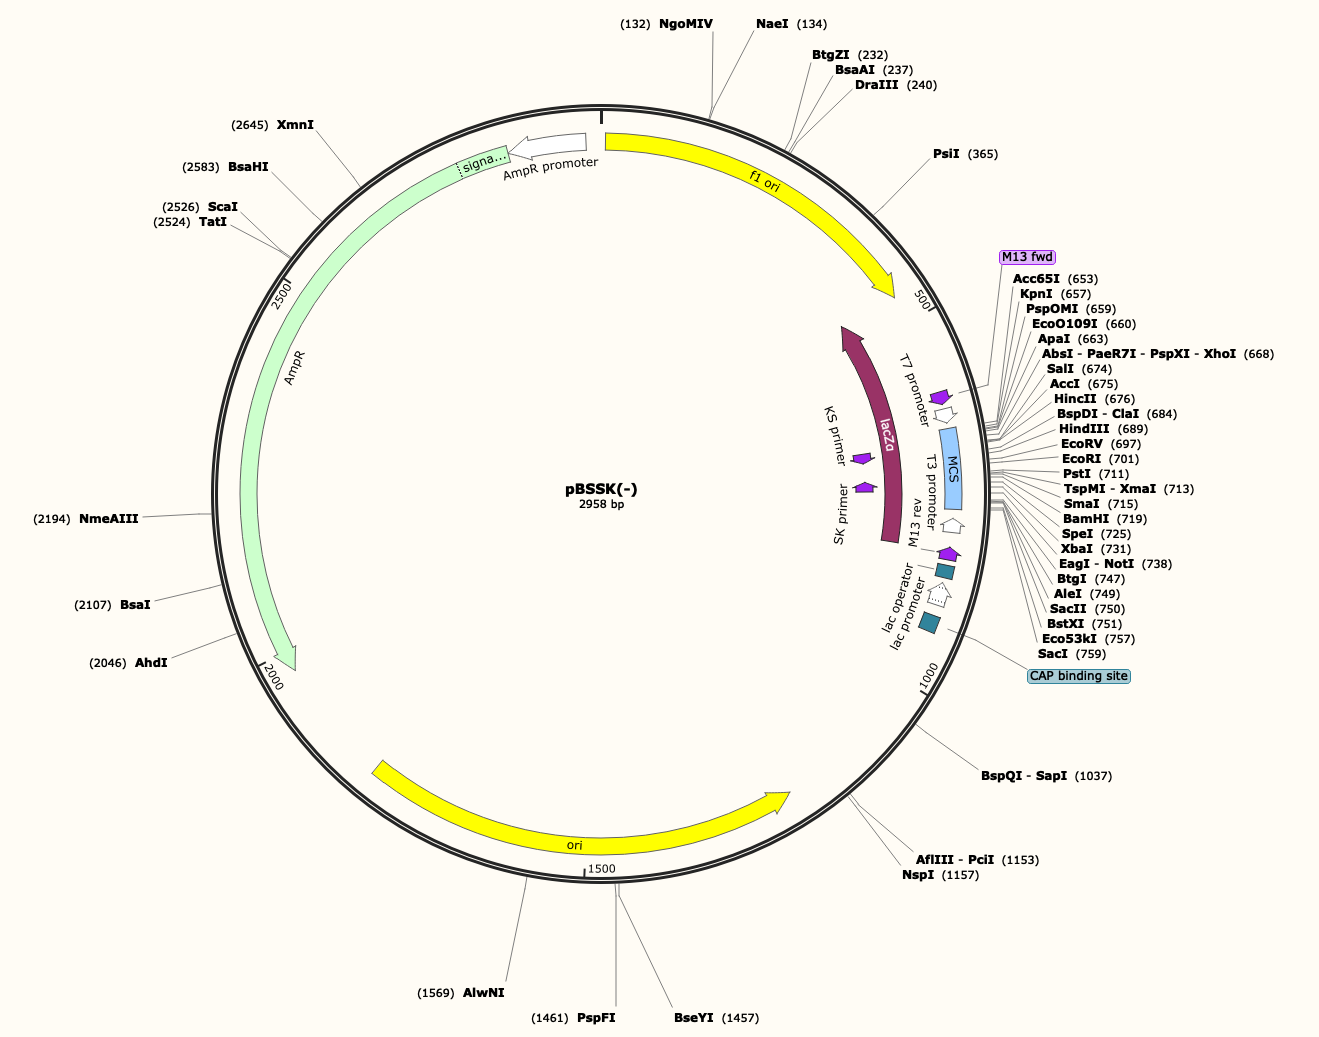 (132) NgoMIV
NaeI (134)
BtgZI (232)
BsaAI (237)
DraIII (240)
PsiI (365)
M13 fwd
Acc65I (653)
KpnI (657)
PspOMI (659)
EcoO109I (660)
ApaI (663)
AbsI - PaeR7I - PspXI - XhoI (668)
SalI (674)
AccI (675)
HincII (676)
BspDI - ClaI (684)
HindIII (689)
EcoRV (697)
EcoRI (701)
PstI (711)
TspMI - XmaI (713)
SmaI (715)
BamHI (719)
SpeI (725)
XbaI (731)
EagI - NotI (738)
BtgI (747)
AleI (749)
SacII (750)
BstXI (751)
Eco53kI (757)
SacI (759)
CAP binding site
BspQI - SapI (1037)
AflIII - PciI (1153)
NspI (1157)
BseYI (1457)
(1461) PspFI
(1569) AlwNI
(2046) AhdI
(2107) BsaI
(2194) NmeAIII
(2524) TatI
(2526) ScaI
(2583) BsaHI
(2645) XmnI
signa...
AmpR promoter
f1 ori
500
T7 promoter
lacZα
KS primer
MCS
T3 promoter
SK primer
M13 rev
lac operator
lac promoter
1000
1500
ori
2000
AmpR
2500
pBSSK(-)
2958 bp